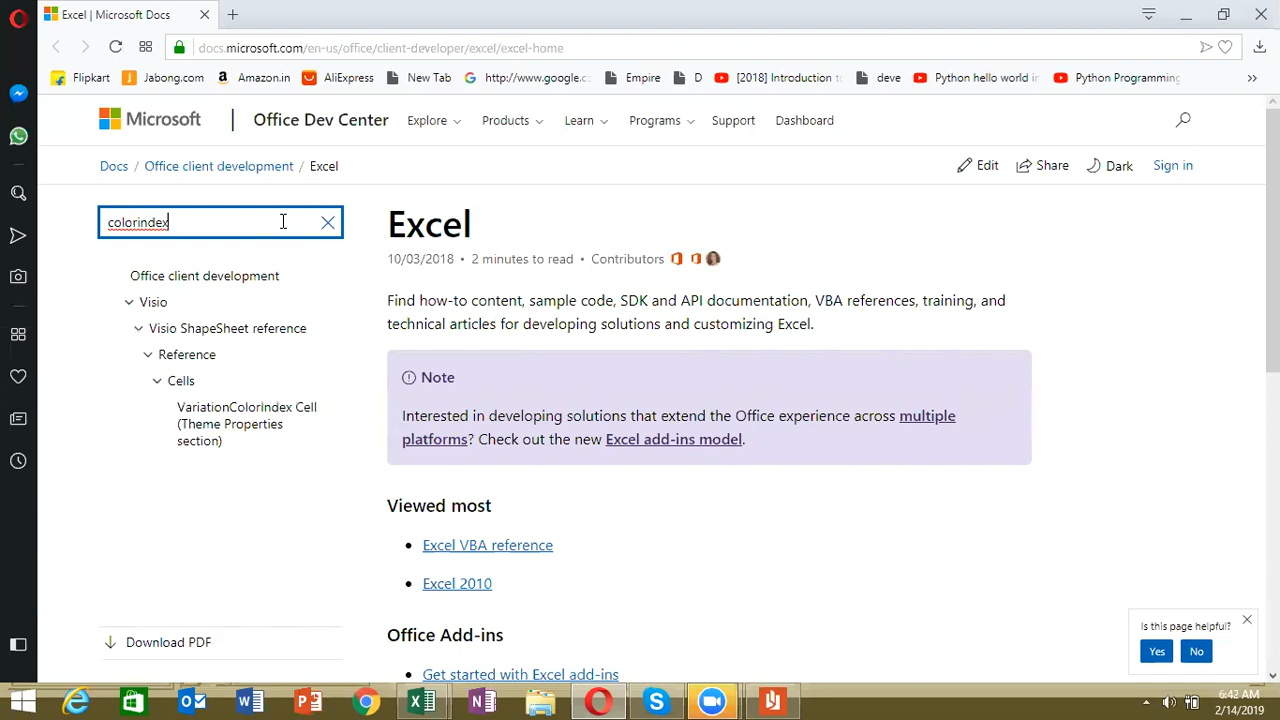 Excel | Microsoft Docs
docs.microsoft.com/en-us/office/client-developer/excel/excel-home
Flipkart Jabong.com Amazon.in AliExpress New Tab http://www.google.c Empire D [2018] Introduction to deve Python hello world in Python Programming
Microsoft Office Dev Center Explore Products Learn Programs Support Dashboard
Docs / Office client development / Excel Edit Share Dark Sign in
colorindex
Office client development
Visio
Visio ShapeSheet reference
Reference
Cells
VariationColorIndex Cell
(Theme Properties
section)
Download PDF
Excel
10/03/2018 • 2 minutes to read • Contributors
Find how-to content, sample code, SDK and API documentation, VBA references, training, and
technical articles for developing solutions and customizing Excel.
Note
Interested in developing solutions that extend the Office experience across multiple
platforms? Check out the new Excel add-ins model.
Viewed most
• Excel VBA reference
• Excel 2010
Office Add-ins
• Get started with Excel add-ins
Is this page helpful?
Yes No
6:42 AM
2/14/2019